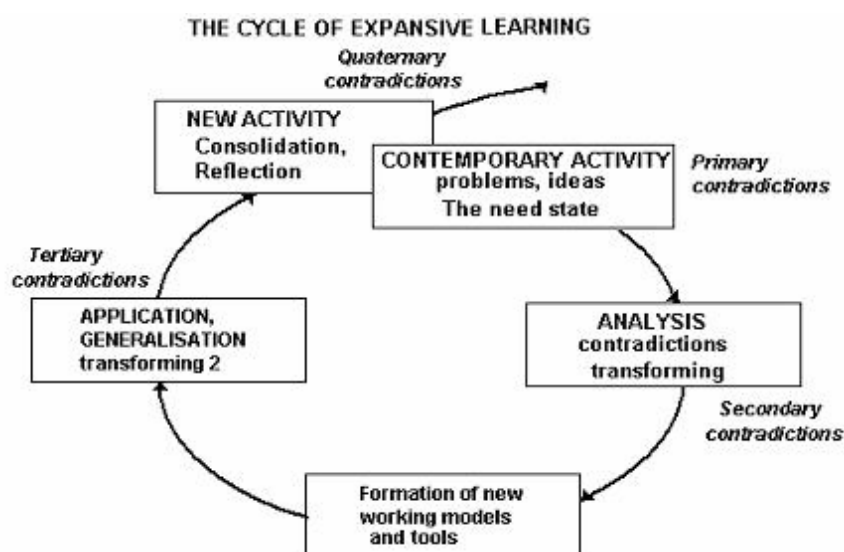 THE CYCLE OF EXPANSIVE LEARNING
Quaternary
contradictions
NEW ACTIVITY
Consolidation,
Reflection
CONTEMPORARY ACTIVITY
problems, ideas
The need state
Primary
contradictions
ANALYSIS
contradictions
transforming
Secondary
contradictions
Formation of new
working models
and tools
APPLICATION,
GENERALISATION
transforming 2
Tertiary
contradictions